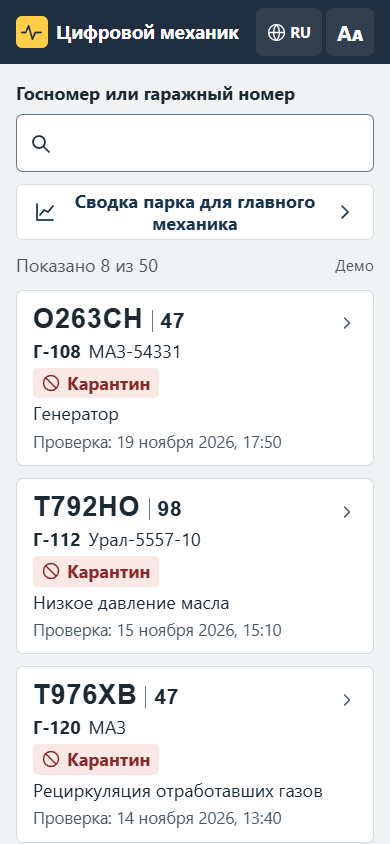 Цифровой механик
RU
Aa
Госномер или гаражный номер
Сводка парка для главного
механика
Показано 8 из 50
Демо
О263СН 47
Г-108 МАЗ-54331
Карантин
Генератор
Проверка: 19 ноября 2026, 17:50
Т792НО 98
Г-112 Урал-5557-10
Карантин
Низкое давление масла
Проверка: 15 ноября 2026, 15:10
Т976ХВ 47
Г-120 МАЗ
Карантин
Рециркуляция отработавших газов
Проверка: 14 ноября 2026, 13:40